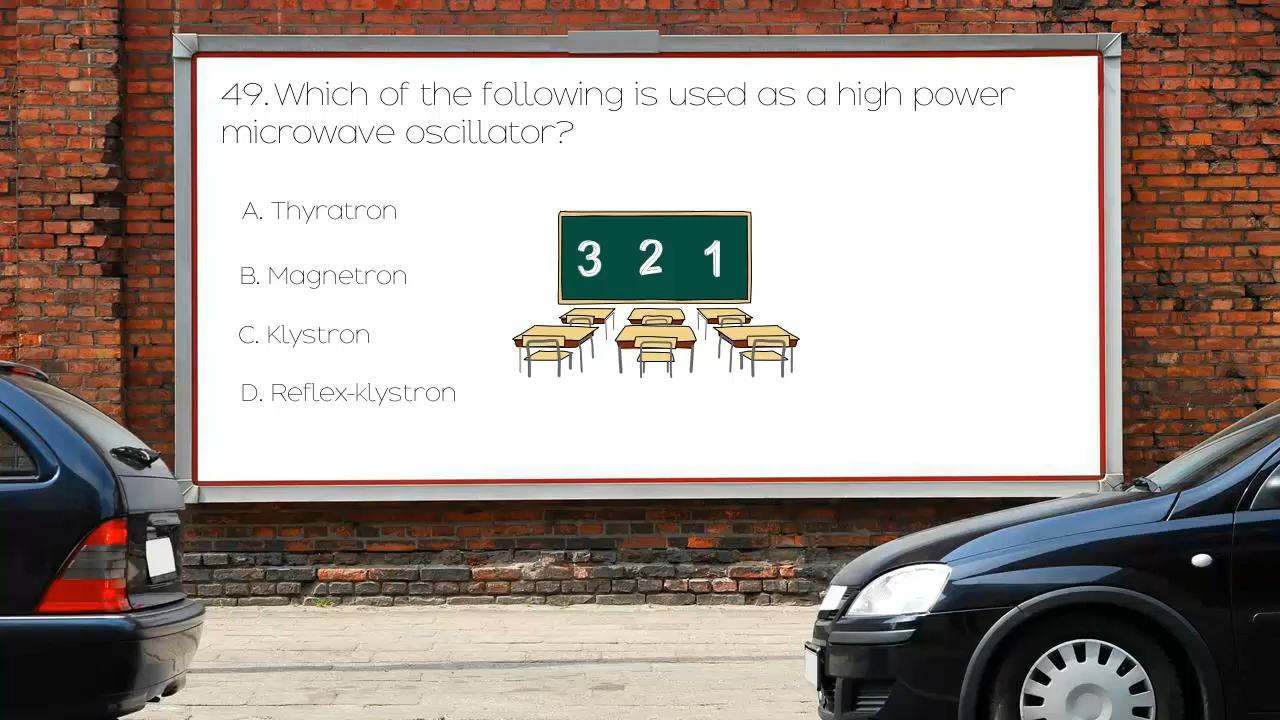 49. Which of the following is used as a high power
microwave oscillator?
A. Thyratron
B. Magnetron
C. Klystron
D. Reflex-klystron
3 2 1